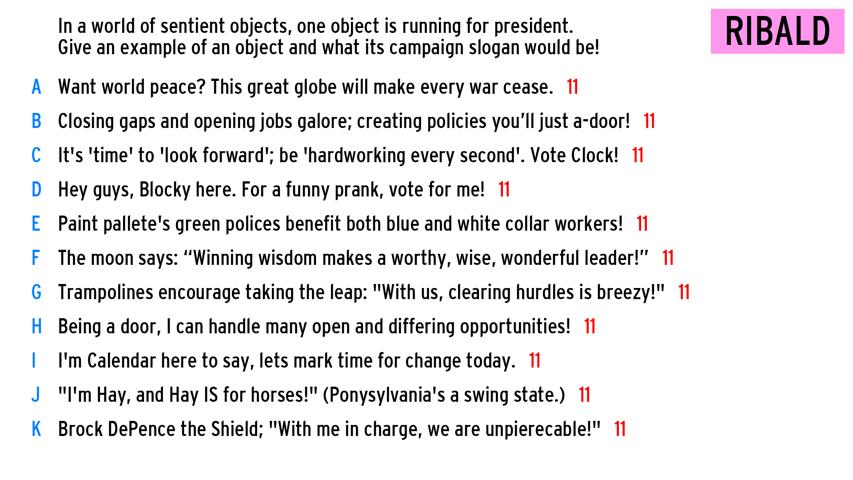 In a world of sentient objects, one object is running for president.
Give an example of an object and what its campaign slogan would be!
RIBALD
A Want world peace? This great globe will make every war cease. 11
B Closing gaps and opening jobs galore; creating policies you’ll just a-door! 11
C It's 'time' to 'look forward'; be 'hardworking every second'. Vote Clock! 11
D Hey guys, Blocky here. For a funny prank, vote for me! 11
E Paint pallete's green polices benefit both blue and white collar workers! 11
F The moon says: “Winning wisdom makes a worthy, wise, wonderful leader!” 11
G Trampolines encourage taking the leap: "With us, clearing hurdles is breezy!" 11
H Being a door, I can handle many open and differing opportunities! 11
I I'm Calendar here to say, lets mark time for change today. 11
J "I'm Hay, and Hay IS for horses!" (Ponysylvania's a swing state.) 11
K Brock DePence the Shield; "With me in charge, we are unpierecable!" 11